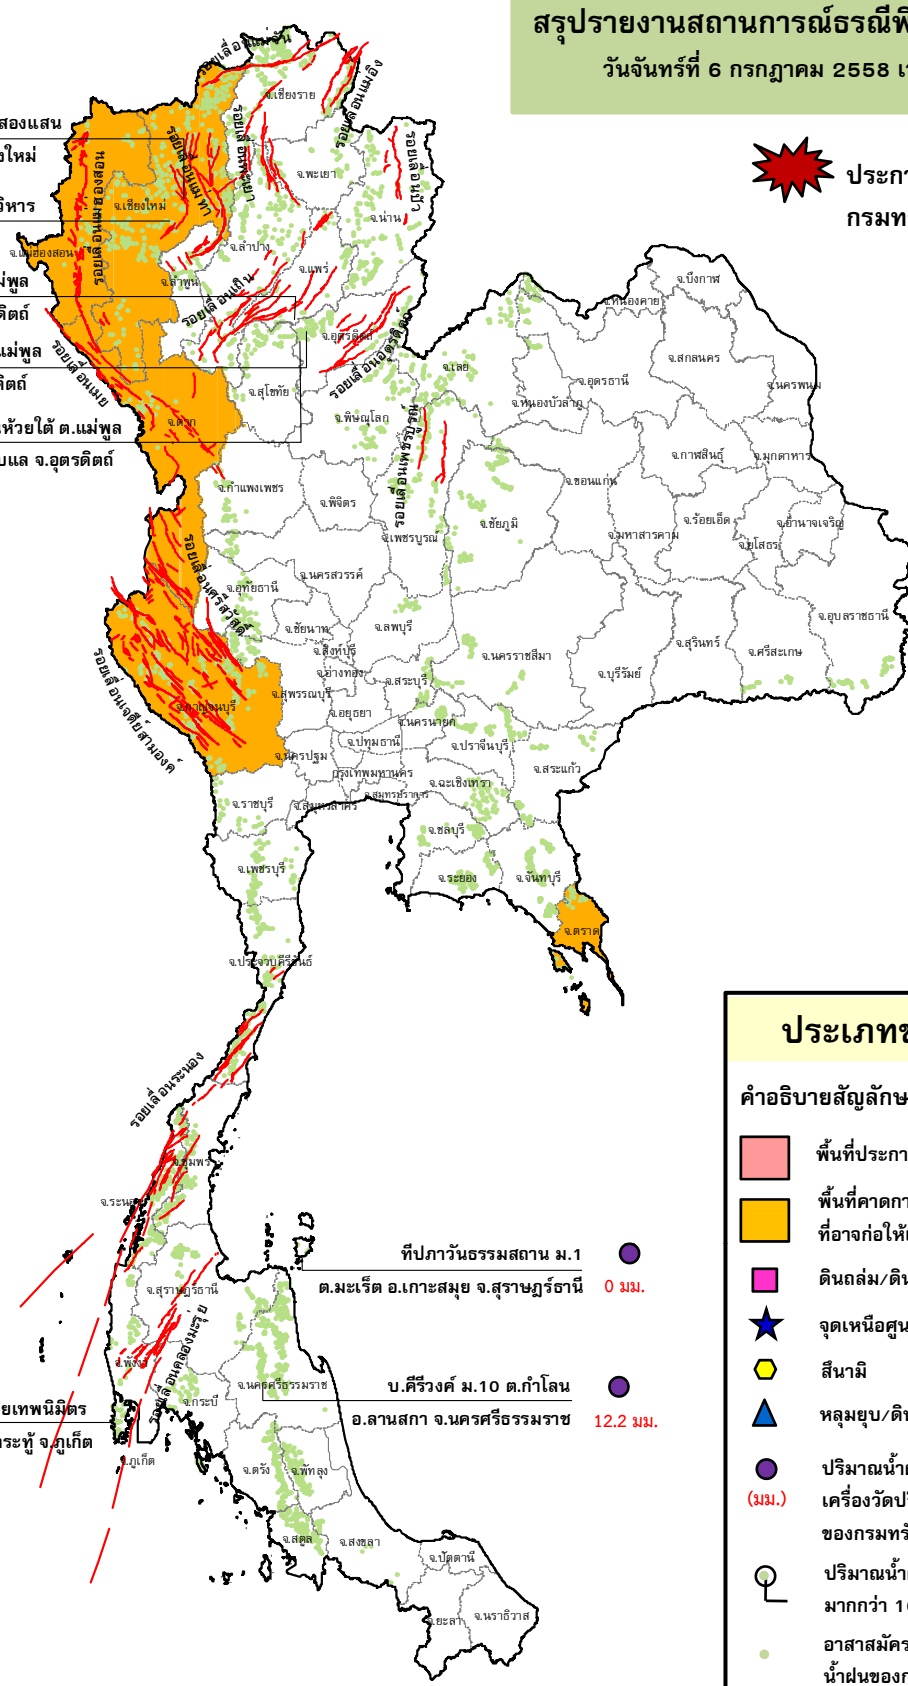 สรุปรายงานสถานการณ์ธรณีพิ
วันจันทร์ที่ 6 กรกฎาคม 2558 เ
ประกา
กรมท
สองแสน
งใหม่
วิหาร
ม่พูล
ดิตถ์
แม่พูล
ดิตถ์
ห้วยใต้ ต.แม่พูล
บแล จ.อุตรดิตถ์
รอยเลื่อนแม่จัน
รอยเลื่อนแม่อิง
จ.เชียงราย
รอยเลื่อนพะเยา
รอยเลื่อนแม่ทา
รอยเลื่อนปัว
จ.พะเยา
รอยเลื่อนแม่ฮ่องสอน
จ.เชียงใหม่
จ.น่าน
จ.แม่ฮ่องสอน
จ.ลำปาง
จ.แพร่
จ.ลำพูน
รอยเลื่อนเถิน
จ.อุตรดิตถ์
รอยเลื่อนอุตรดิตถ์
รอยเลื่อนเมย
จ.บึงกาฬ
จ.หนองคาย
จ.เลย
จ.สกลนคร
จ.อุดรธานี
จ.นครพนม
จ.หนองบัวลำภู
จ.สุโขทัย
จ.ตาก
จ.พิษณุโลก
รอยเลื่อนเพชรบูรณ์
จ.กาฬสินธุ์
จ.มุกดาหาร
จ.ขอนแก่น
จ.กำแพงเพชร
จ.พิจิตร
จ.เพชรบูรณ์
จ.ชัยภูมิ
จ.ร้อยเอ็ด
จ.อำนาจเจริญ
จ.มหาสารคาม
จ.ยโสธร
รอยเลื่อนศรีสวัสดิ์
จ.นครสวรรค์
จ.อุทัยธานี
จ.ชัยนาท
จ.ลพบุรี
จ.อุบลราชธานี
จ.สุรินทร์
จ.ศรีสะเกษ
จ.สิงห์บุรี
จ.นครราชสีมา
จ.บุรีรัมย์
จ.อ่างทอง
จ.สระบุรี
จ.สุพรรณบุรี
รอยเลื่อนเจดีย์สามองค์
จ.กาญจนบุรี
จ.อยุธยา
จ.นครนายก
จ.ปทุมธานี
จ.ปราจีนบุรี
จ.นครปฐม
กรุงเทพมหานคร
จ.สระแก้ว
จ.ฉะเชิงเทรา
จ.สมุทรปราการ
จ.ราชบุรี
จ.สมุทรสาคร
จ.ชลบุรี
จ.เพชรบุรี
จ.ระยอง
จ.จันทบุรี
จ.ตราด
จ.ประจวบคีรีขันธ์
รอยเลื่อนระนอง
จ.ชุมพร
จ.ระนอง
จ.สุราษฎร์ธานี
รอยเลื่อนคลองมะรุ่ย
จ.พังงา
จ.กระบี่
จ.นครศรีธรรมราช
จ.ภูเก็ต
จ.ตรัง
จ.พัทลุง
จ.สตูล
จ.สงขลา
จ.ปัตตานี
จ.ยะลา
จ.นราธิวาส
ทีปภาวันธรรมสถาน ม.1
ต.มะเร็ต อ.เกาะสมุย จ.สุราษฎร์ธานี
0 มม.
บ.คีรีวงศ์ ม.10 ต.กำโลน
อ.ลานสกา จ.นครศรีธรรมราช
12.2 มม.
ยเทพนิมิตร
กระทู้ จ.ภูเก็ต
ประเภทข
คำอธิบายสัญลักษ
พื้นที่ประกา
พื้นที่คาดกา
ที่อาจก่อให้เ
ดินถล่ม/ดิน
จุดเหนือศูน
สึนามิ
หลุมยุบ/ดิน
ปริมาณน้ำฝ
(มม.)
เครื่องวัดปริ
ของกรมทรั
ปริมาณน้ำฝ
มากกว่า 10
อาสาสมัคร
น้ำฝนของก